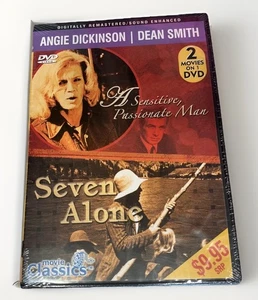 DIGITALLY REMASTERED/SOUND ENHANCED
ANGIE DICKINSON | DEAN SMITH
DVD
2
MOVIES
ON 1
DVD
A Sensitive,
Passionate Man
Seven
Alone
movie
Classics
$9.95
SRP